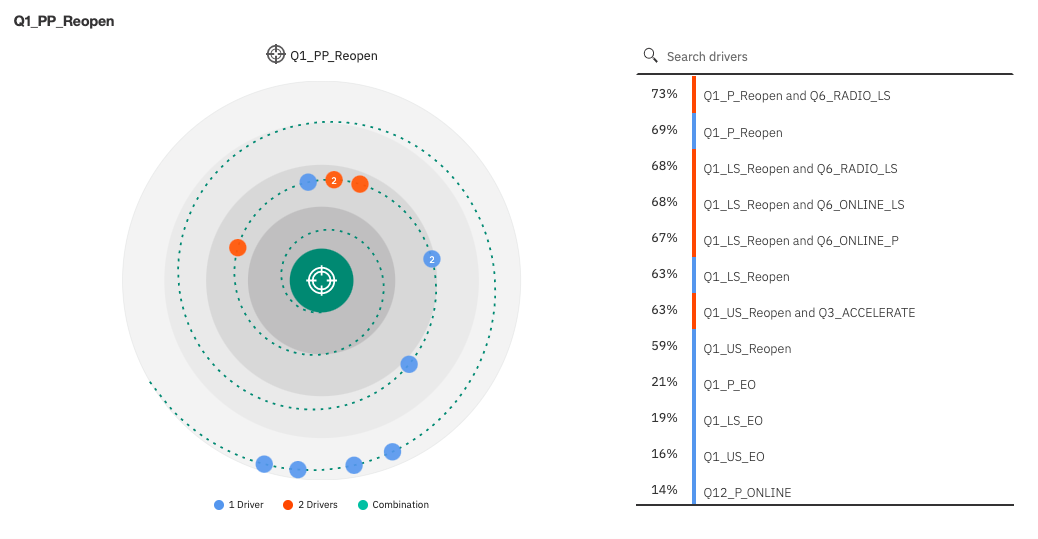 Q1_PP_Reopen
Q1_PP_Reopen
2
2
1 Driver
2 Drivers
Combination
Search drivers
73% Q1_P_Reopen and Q6_RADIO_LS
69% Q1_P_Reopen
68% Q1_LS_Reopen and Q6_RADIO_LS
68% Q1_LS_Reopen and Q6_ONLINE_LS
67% Q1_LS_Reopen and Q6_ONLINE_P
63% Q1_LS_Reopen
63% Q1_US_Reopen and Q3_ACCELERATE
59% Q1_US_Reopen
21% Q1_P_EO
19% Q1_LS_EO
16% Q1_US_EO
14% Q12_P_ONLINE